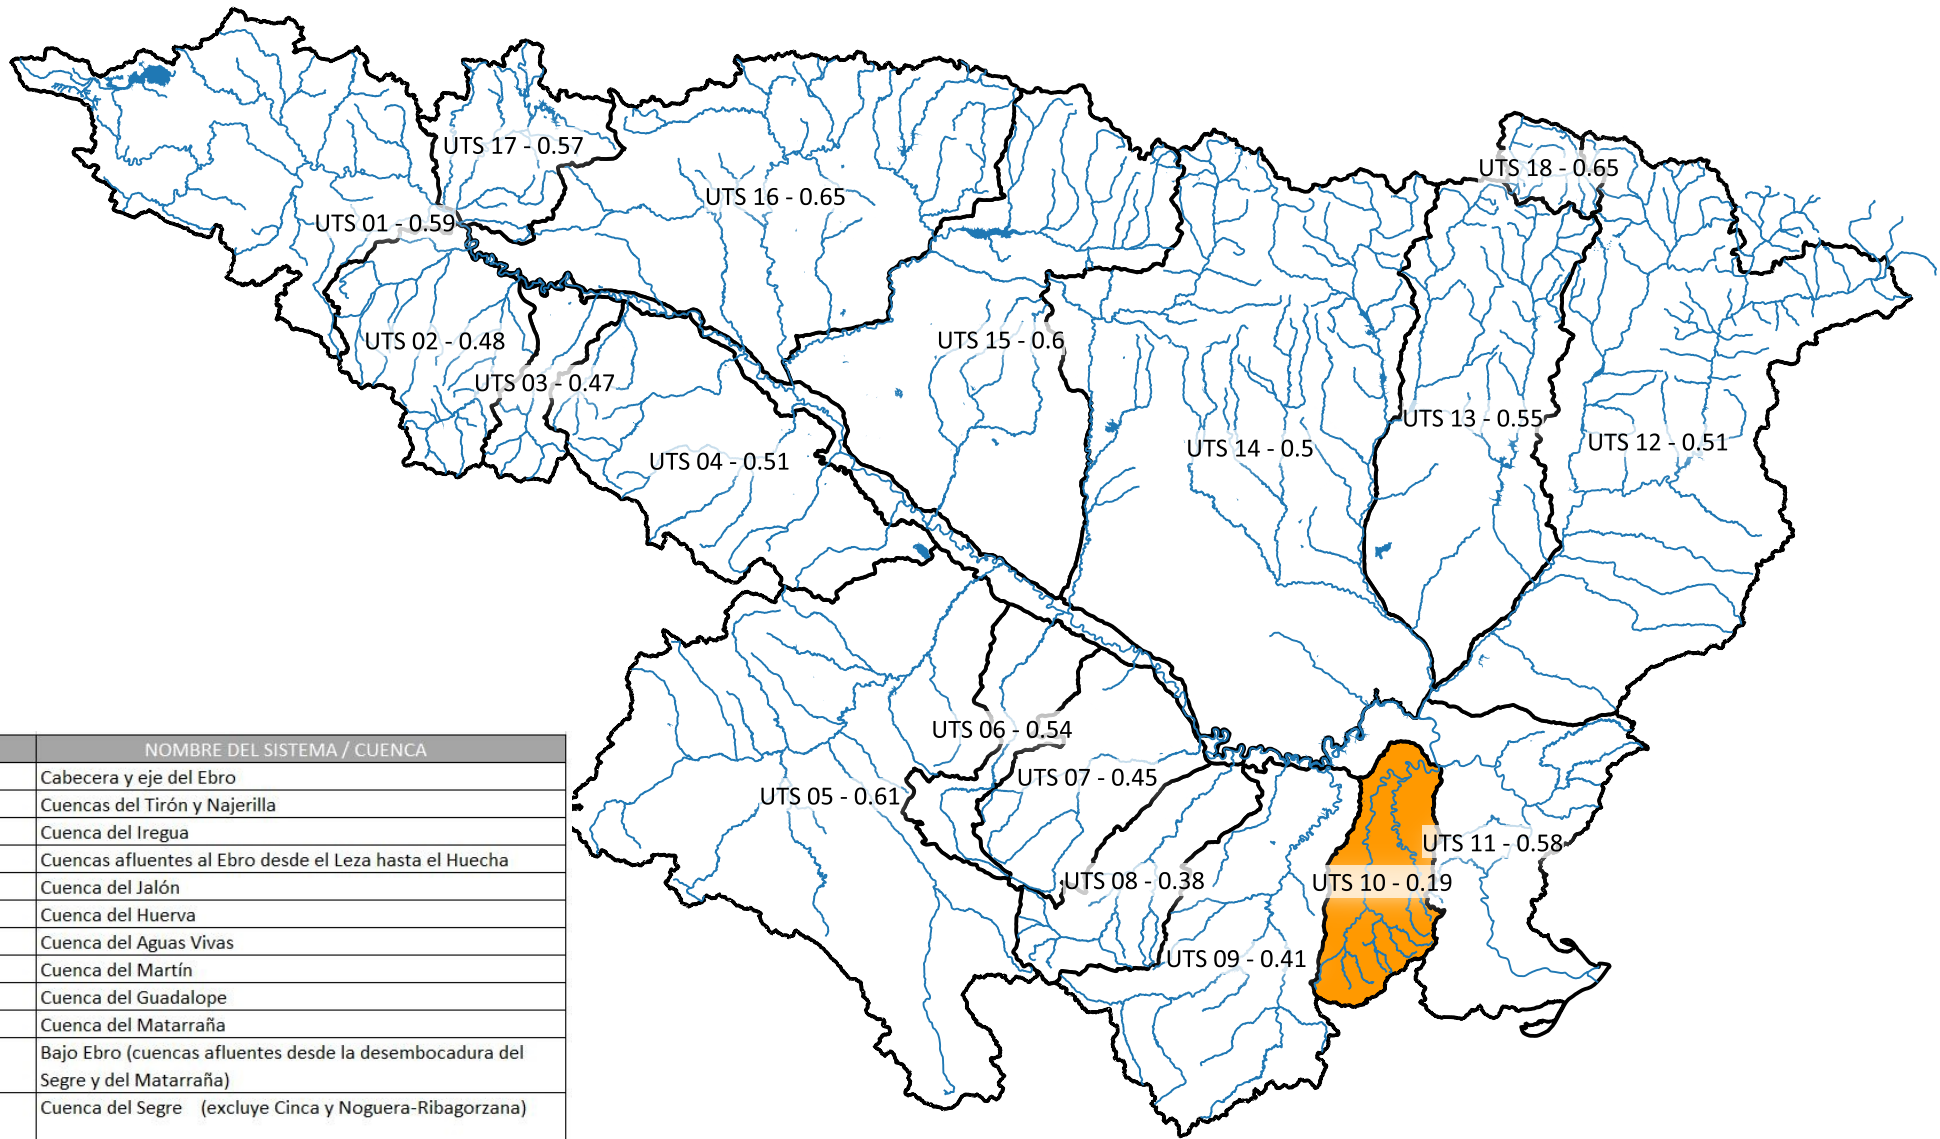 UTS 17 - 0.57
UTS 18 - 0.65
UTS 16 - 0.65
UTS 01 - 0.59
UTS 02 - 0.48
UTS 15 - 0.6
UTS 03 - 0.47
UTS 13 - 0.55
UTS 12 - 0.51
UTS 14 - 0.5
UTS 04 - 0.51
UTS 06 - 0.54
UTS 07 - 0.45
UTS 05 - 0.61
UTS 11 - 0.58
UTS 08 - 0.38
UTS 10 - 0.19
UTS 09 - 0.41
NOMBRE DEL SISTEMA / CUENCA
Cabecera y eje del Ebro
Cuencas del Tirón y Najerilla
Cuenca del Iregua
Cuencas afluentes al Ebro desde el Leza hasta el Huecha
Cuenca del Jalón
Cuenca del Huerva
Cuenca del Aguas Vivas
Cuenca del Martín
Cuenca del Guadalope
Cuenca del Matarraña
Bajo Ebro (cuencas afluentes desde la desembocadura del
Segre y del Matarraña)
Cuenca del Segre (excluye Cinca y Noguera-Ribagorzana)